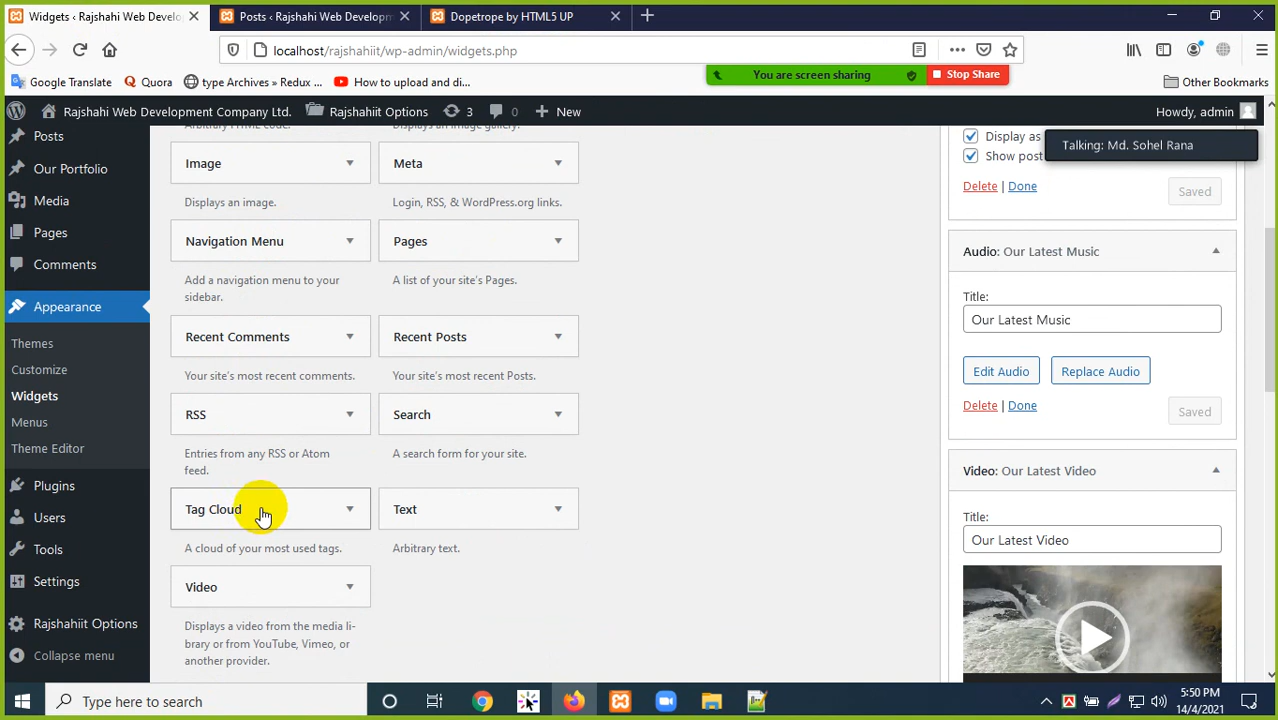 Widgets ‹ Rajshahi Web Develo
Posts ‹ Rajshahi Web Developm
Dopetrope by HTML5 UP
localhost/rajshahiit/wp-admin/widgets.php
Google Translate
Quora
type Archives ‹ Redux ...
How to upload and di...
You are screen sharing
Stop Share
Other Bookmarks
Rajshahi Web Development Company Ltd.
Rajshahiit Options
3
0
New
Howdy, admin
Talking: Md. Sohel Rana
Posts
Our Portfolio
Media
Pages
Comments
Appearance
Themes
Customize
Widgets
Menus
Theme Editor
Plugins
Users
Tools
Settings
Rajshahiit Options
Collapse menu
Arbitrary HTML code.
Displays an image gallery.
Image
Meta
Displays an image.
Login, RSS, & WordPress.org links.
Navigation Menu
Pages
Add a navigation menu to your
sidebar.
A list of your site's Pages.
Recent Comments
Recent Posts
Your site's most recent comments.
Your site's most recent Posts.
RSS
Search
Entries from any RSS or Atom
feed.
A search form for your site.
Tag Cloud
Text
A cloud of your most used tags.
Arbitrary text.
Video
Displays a video from the media li-
brary or from YouTube, Vimeo, or
another provider.
Display as
Show post
Delete | Done
Saved
Audio: Our Latest Music
Title:
Our Latest Music
Edit Audio
Replace Audio
Delete | Done
Saved
Video: Our Latest Video
Title:
Our Latest Video
Type here to search
5:50 PM
14/4/2021